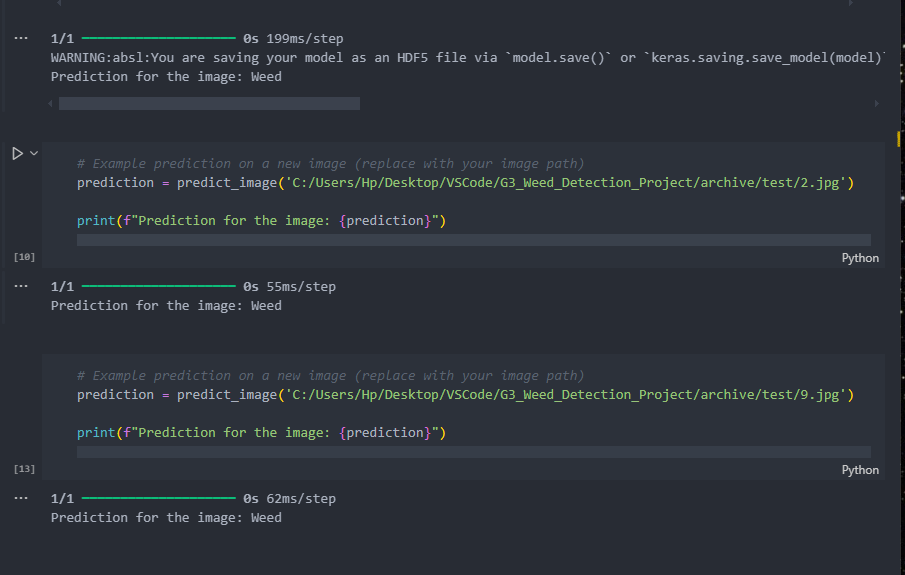 ... 1/1 ━━━━━━━━━━━━━━━━━━━━ 0s 199ms/step
WARNING:absl:You are saving your model as an HDF5 file via `model.save()` or `keras.saving.save_model(model)`
Prediction for the image: Weed
# Example prediction on a new image (replace with your image path)
prediction = predict_image('C:/Users/Hp/Desktop/VSCode/G3_Weed_Detection_Project/archive/test/2.jpg')
print(f"Prediction for the image: {prediction}")
[10]
Python
... 1/1 ━━━━━━━━━━━━━━━━━━━━ 0s 55ms/step
Prediction for the image: Weed
# Example prediction on a new image (replace with your image path)
prediction = predict_image('C:/Users/Hp/Desktop/VSCode/G3_Weed_Detection_Project/archive/test/9.jpg')
print(f"Prediction for the image: {prediction}")
[13]
Python
... 1/1 ━━━━━━━━━━━━━━━━━━━━ 0s 62ms/step
Prediction for the image: Weed